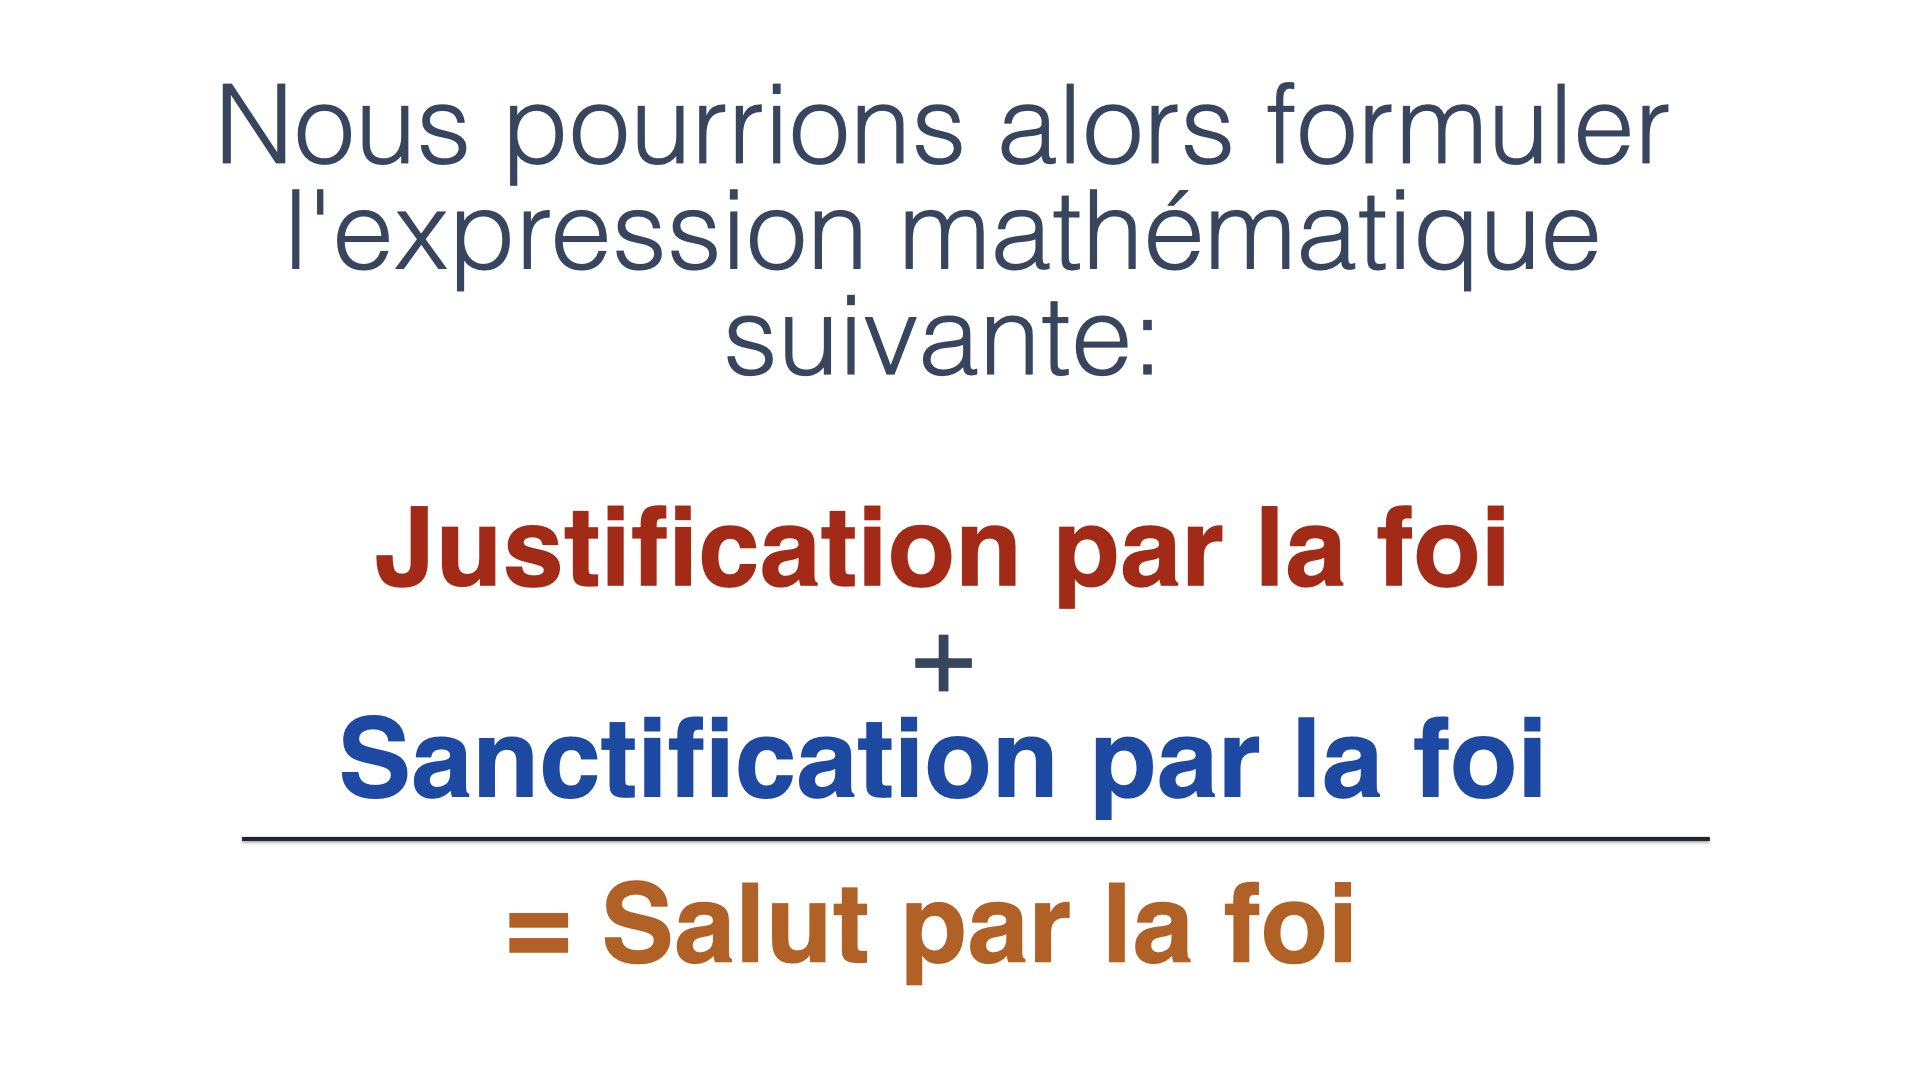 Nous pourrions alors formuler
l'expression mathématique
suivante:
Justification par la foi
+
Sanctification par la foi
= Salut par la foi